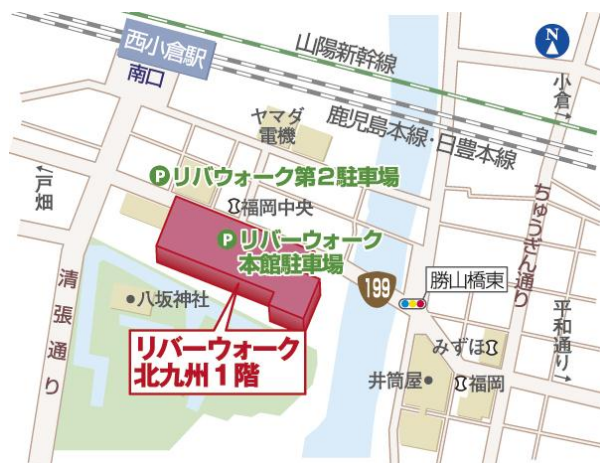 N
西小倉駅
南口
山陽新幹線
小倉
ヤマダ
電機
鹿児島本線・日豊本線
戸畑
P リバウォーク第2駐車場
福岡中央
P リバーウォーク
本館駐車場
ちゅうぎん通り
199
勝山橋東
清張通り
八坂神社
平和通り
リバーウォーク
北九州1階
みずほ
井筒屋
福岡